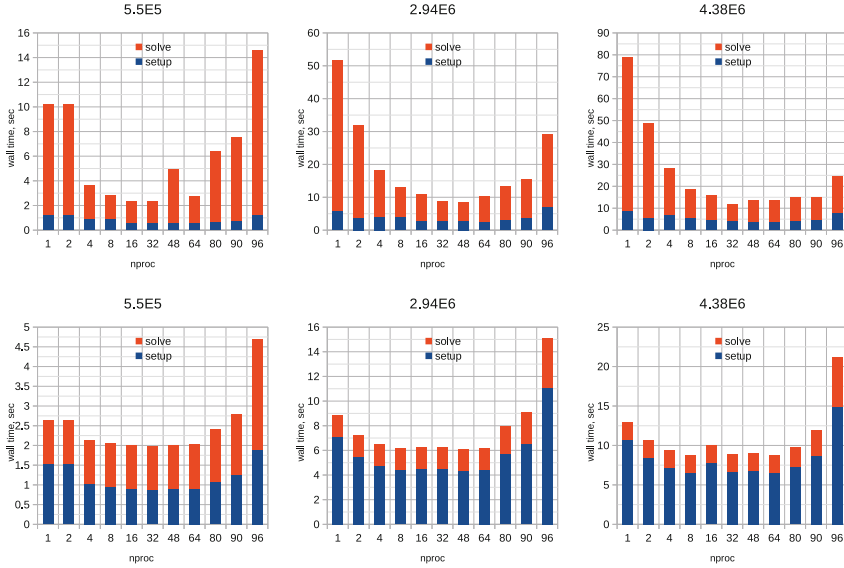 5.5E5
16
14
12
10
8
6
4
2
0
wall time, sec
solve
setup
1 2 4 8 16 32 48 64 80 90 96
nproc
2.94E6
60
50
40
30
20
10
0
wall time, sec
solve
setup
1 2 4 8 16 32 48 64 80 90 96
nproc
4.38E6
90
80
70
60
50
40
30
20
10
0
wall time, sec
solve
setup
1 2 4 8 16 32 48 64 80 90 96
nproc
5.5E5
5
4.5
4
3.5
3
2.5
2
1.5
1
0.5
0
wall time, sec
solve
setup
1 2 4 8 16 32 48 64 80 90 96
nproc
2.94E6
16
14
12
10
8
6
4
2
0
wall time, sec
solve
setup
1 2 4 8 16 32 48 64 80 90 96
nproc
4.38E6
25
20
15
10
5
0
wall time, sec
solve
setup
1 2 4 8 16 32 48 64 80 90 96
nproc